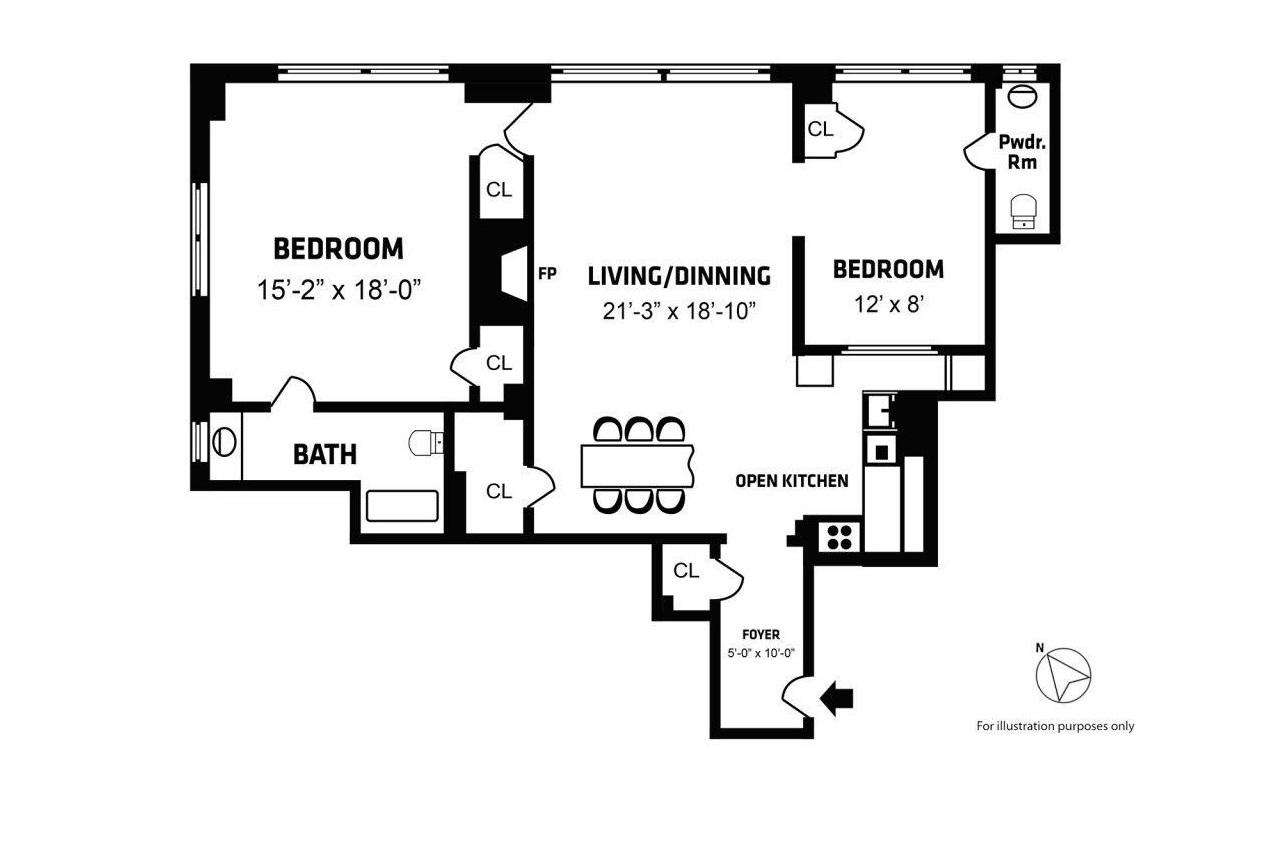 CL
Pwdr.
Rm
CL
BEDROOM
15'-2" x 18'-0"
FP
LIVING/DINNING
21'-3" x 18'-10"
BEDROOM
12' x 8'
CL
BATH
CL
OPEN KITCHEN
CL
FOYER
5'-0" x 10'-0"
N
For illustration purposes only